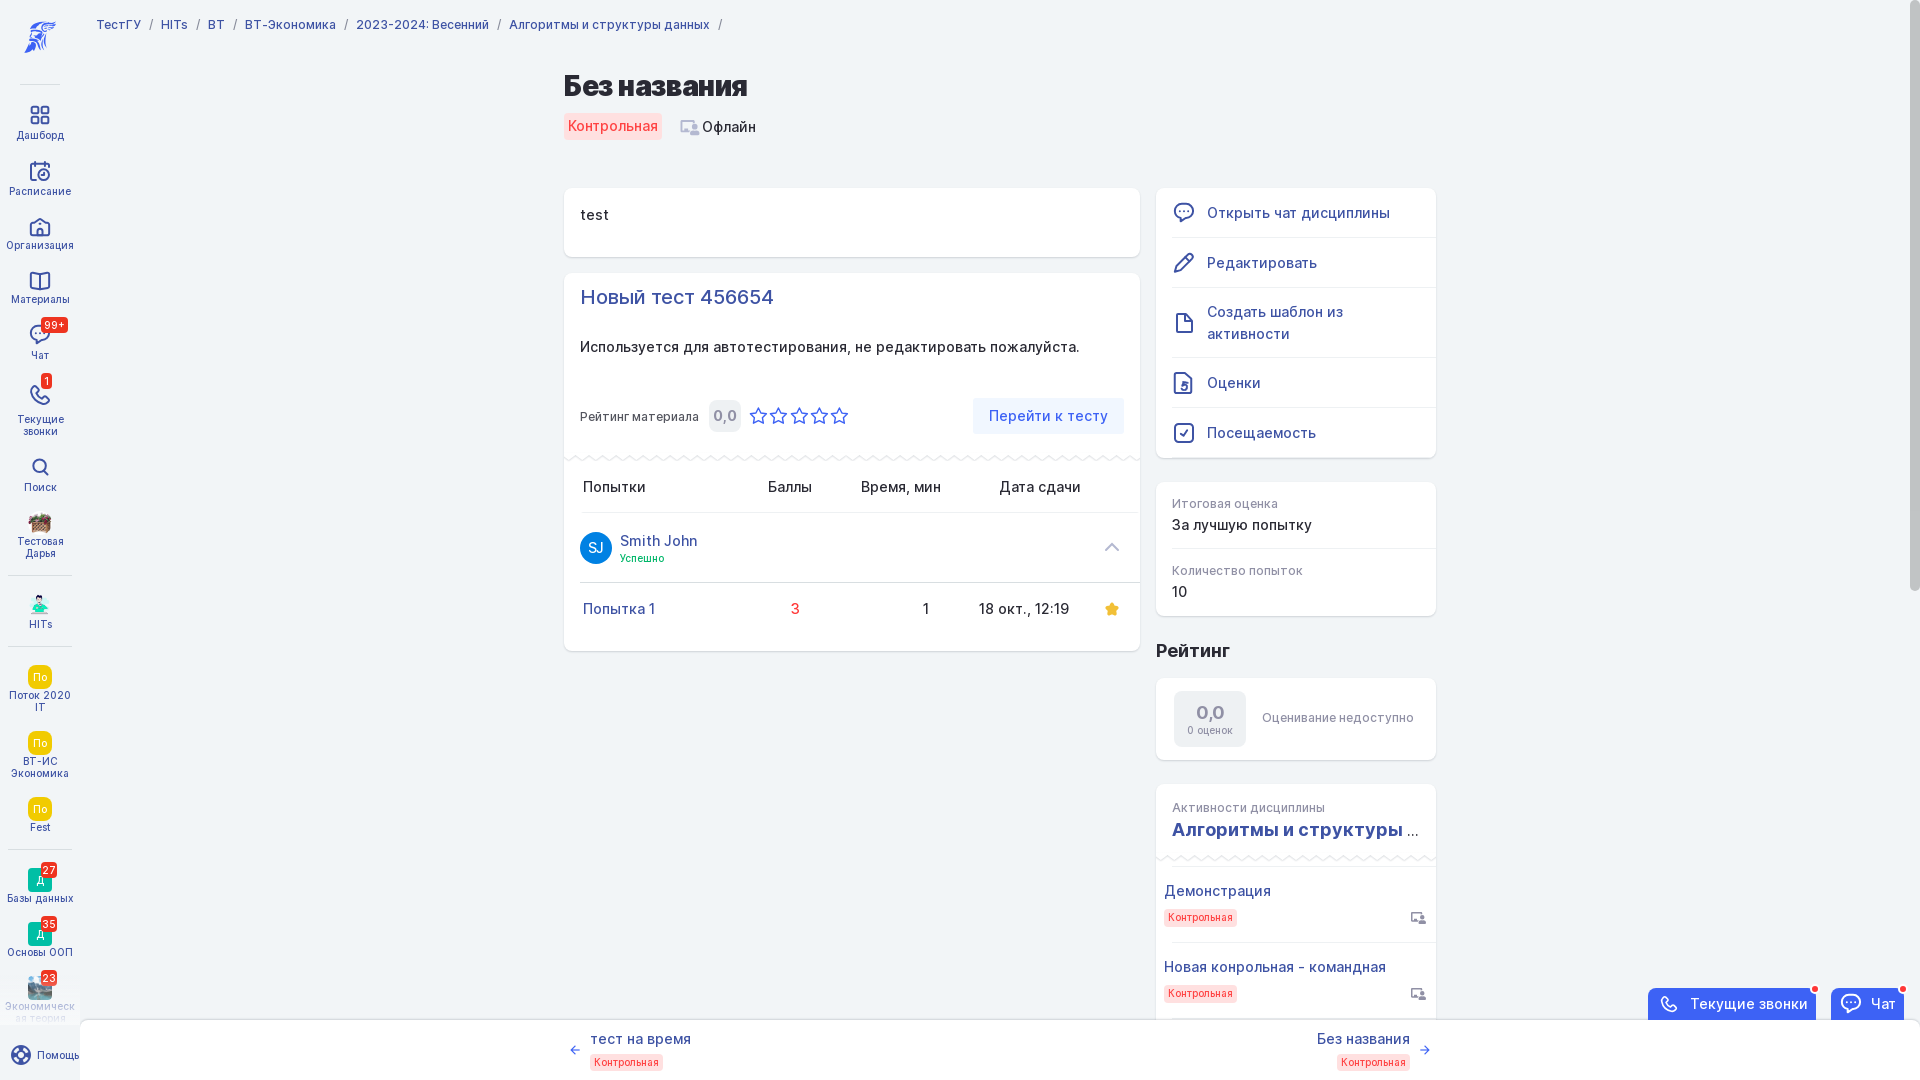 ТестГУ / HITs / ВТ / ВТ-Экономика / 2023-2024: Весенний / Алгоритмы и структуры данных /
Дашборд
Расписание
Организация
Материалы
99+
Чат
1
Текущие
звонки
Поиск
Тестовая
Дарья
HITs
По
Поток 2020
IT
По
ВТ-ИС
Экономика
По
Fest
27
Д
Базы данных
35
Д
Основы ООП
23
Экономическ
ая теория
Помощь
Без названия
Контрольная
Офлайн
test
Новый тест 456654
Используется для автотестирования, не редактировать пожалуйста.
Рейтинг материала 0,0
Перейти к тесту
Попытки Баллы Время, мин Дата сдачи
SJ
Smith John
Успешно
Попытка 1 3 1 18 окт., 12:19
Открыть чат дисциплины
Редактировать
Создать шаблон из
активности
5
Оценки
Посещаемость
Итоговая оценка
За лучшую попытку
Количество попыток
10
Рейтинг
0,0
0 оценок
Оценивание недоступно
Активности дисциплины
Алгоритмы и структуры ...
Демонстрация
Контрольная
Новая конрольная - командная
Контрольная
Текущие звонки
Чат
тест на время
Контрольная
Без названия
Контрольная